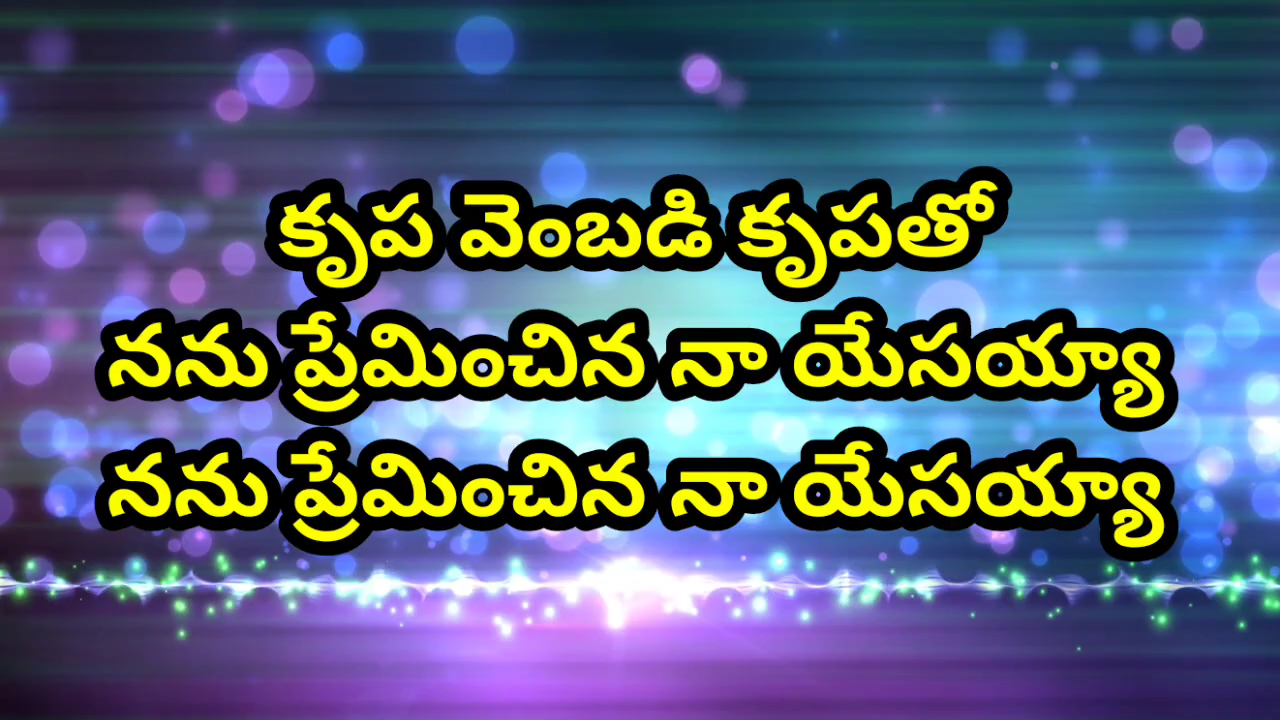 కృప వెంబడి కృపతో
నను ప్రేమించిన నా యేసయ్యా
నను ప్రేమించిన నా యేసయ్యా